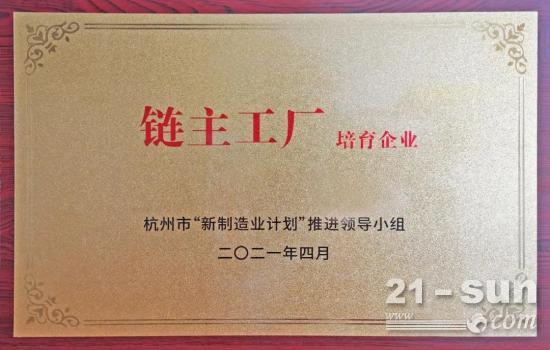 链主工厂 培育企业
杭州市“新制造业计划”推进领导小组
二〇二一年四月
21-sun
.com